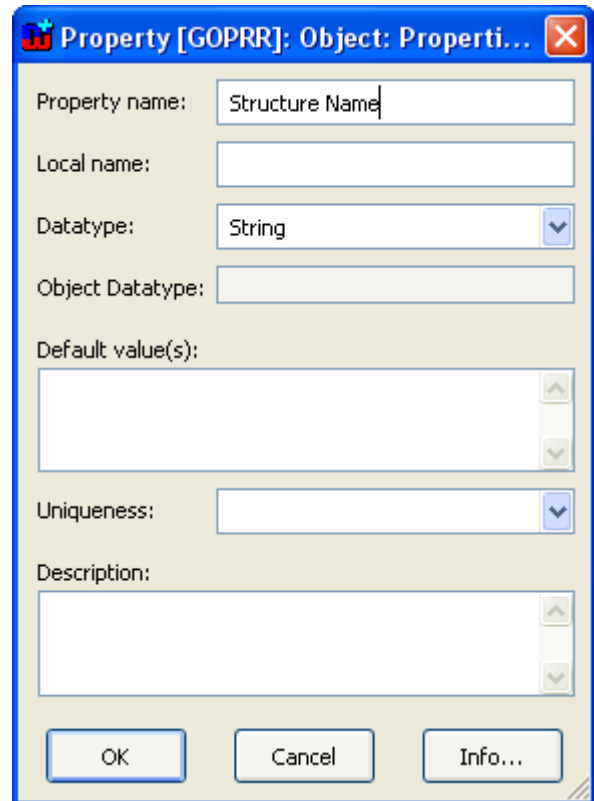 Property [GOPRR]: Object: Properti...
Property name: Structure Name
Local name:
Datatype: String
Object Datatype:
Default value(s):
Uniqueness:
Description:
OK Cancel Info...